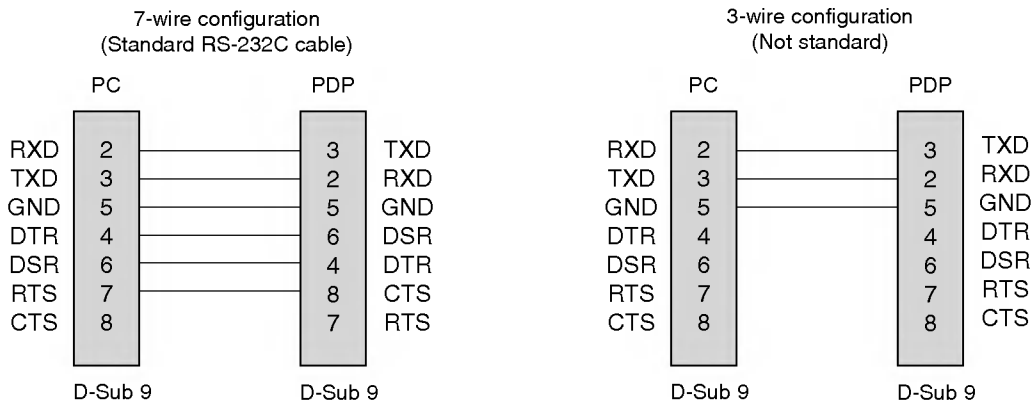 7-wire configuration
(Standard RS-232C cable)
PC PDP
RXD 2 3 TXD
TXD 3 2 RXD
GND 5 5 GND
DTR 4 6 DSR
DSR 6 4 DTR
RTS 7 8 CTS
CTS 8 7 RTS
D-Sub 9 D-Sub 9
3-wire configuration
(Not standard)
PC PDP
RXD 2 3 TXD
TXD 3 2 RXD
GND 5 5 GND
DTR 4 4 DTR
DSR 6 6 DSR
RTS 7 7 RTS
CTS 8 8 CTS
D-Sub 9 D-Sub 9